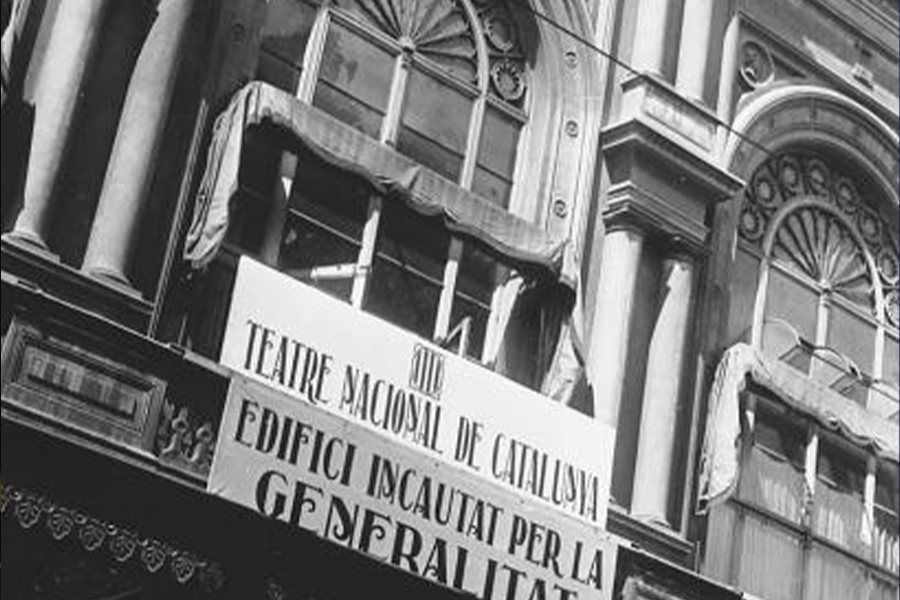 TEATRE NACIONAL DE CATALUNYA
EDIFICI INCAUTAT PER LA
GENERALITAT